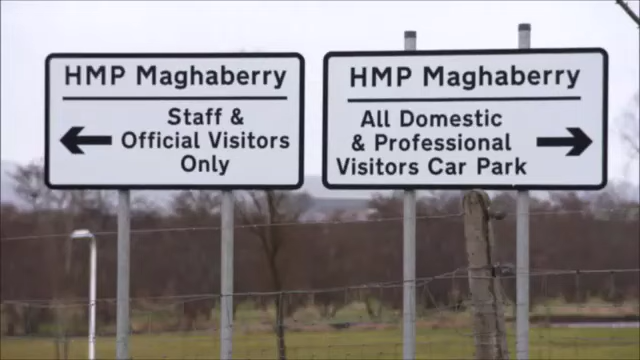 HMP Maghaberry
Staff &
Official Visitors
Only
HMP Maghaberry
All Domestic
& Professional
Visitors Car Park